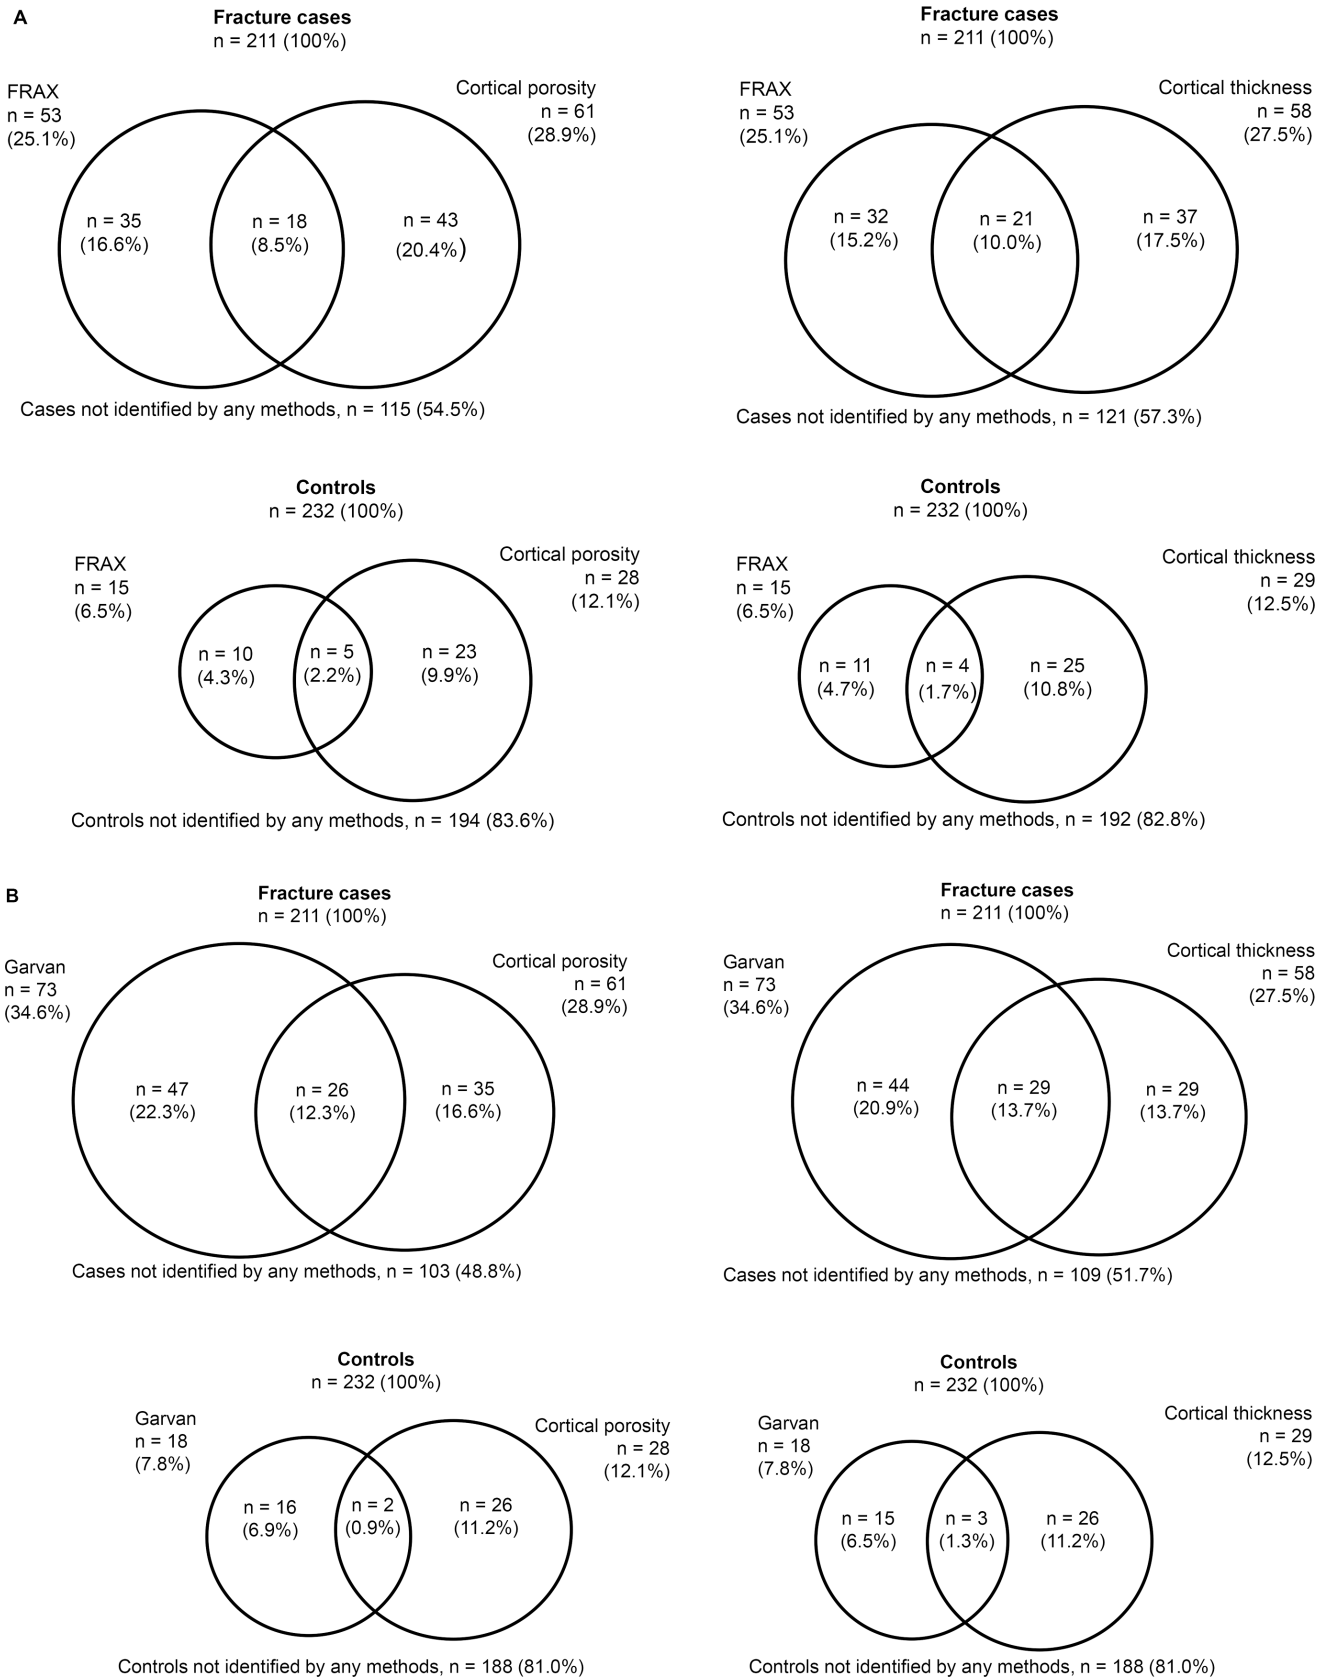 A
Fracture cases
n = 211 (100%)
FRAX
n = 53
(25.1%)
Cortical porosity
n = 61
(28.9%)
n = 35
(16.6%)
n = 18
(8.5%)
n = 43
(20.4%)
Cases not identified by any methods, n = 115 (54.5%)
Fracture cases
n = 211 (100%)
FRAX
n = 53
(25.1%)
Cortical thickness
n = 58
(27.5%)
n = 32
(15.2%)
n = 21
(10.0%)
n = 37
(17.5%)
Cases not identified by any methods, n = 121 (57.3%)
Controls
n = 232 (100%)
FRAX
n = 15
(6.5%)
Cortical porosity
n = 28
(12.1%)
n = 10
(4.3%)
n = 5
(2.2%)
n = 23
(9.9%)
Controls not identified by any methods, n = 194 (83.6%)
Controls
n = 232 (100%)
FRAX
n = 15
(6.5%)
Cortical thickness
n = 29
(12.5%)
n = 11
(4.7%)
n = 4
(1.7%)
n = 25
(10.8%)
Controls not identified by any methods, n = 192 (82.8%)
B
Fracture cases
n = 211 (100%)
Garvan
n = 73
(34.6%)
Cortical porosity
n = 61
(28.9%)
n = 47
(22.3%)
n = 26
(12.3%)
n = 35
(16.6%)
Cases not identified by any methods, n = 103 (48.8%)
Fracture cases
n = 211 (100%)
Garvan
n = 73
(34.6%)
Cortical thickness
n = 58
(27.5%)
n = 44
(20.9%)
n = 29
(13.7%)
n = 29
(13.7%)
Cases not identified by any methods, n = 109 (51.7%)
Controls
n = 232 (100%)
Garvan
n = 18
(7.8%)
Cortical porosity
n = 28
(12.1%)
n = 16
(6.9%)
n = 2
(0.9%)
n = 26
(11.2%)
Controls not identified by any methods, n = 188 (81.0%)
Controls
n = 232 (100%)
Garvan
n = 18
(7.8%)
Cortical thickness
n = 29
(12.5%)
n = 15
(6.5%)
n = 3
(1.3%)
n = 26
(11.2%)
Controls not identified by any methods, n = 188 (81.0%)